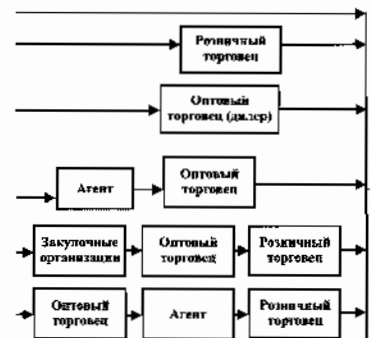 Розничный
торговец
Оптовый
торговец (дилер)
Агент
Оптовый
торговец
Закупочные
организации
Оптовый
торговец
Розничный
торговец
Оптовый
торговец
Агент
Розничный
торговец